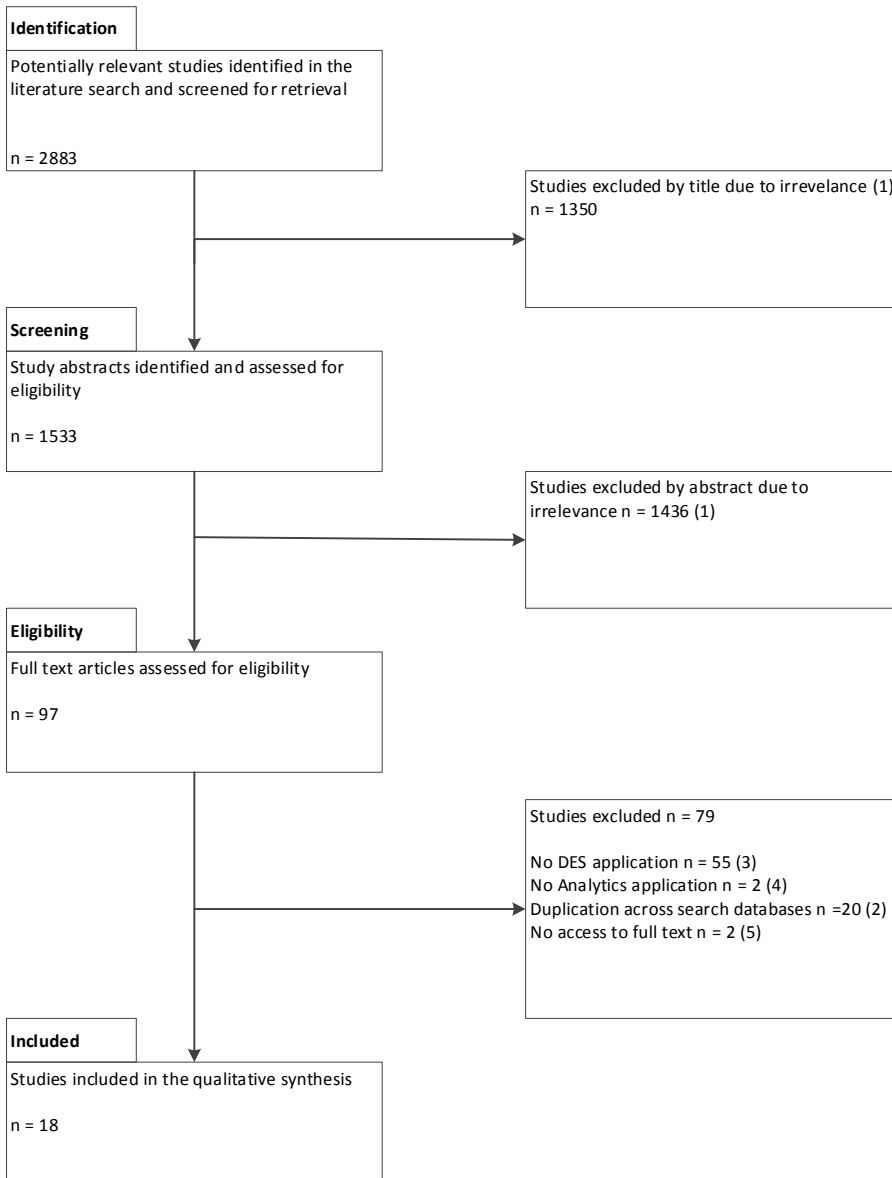 Identification
Potentially relevant studies identified in the
literature search and screened for retrieval
n = 2883
Studies excluded by title due to irrevelance (1)
n = 1350
Screening
Study abstracts identified and assessed for
eligibility
n = 1533
Studies excluded by abstract due to
irrelevance n = 1436 (1)
Eligibility
Full text articles assessed for eligibility
n = 97
Studies excluded n = 79
No DES application n = 55 (3)
No Analytics application n = 2 (4)
Duplication across search databases n =20 (2)
No access to full text n = 2 (5)
Included
Studies included in the qualitative synthesis
n = 18